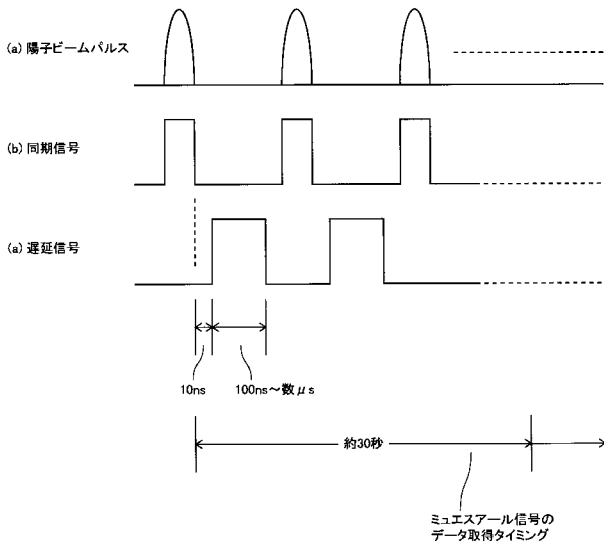 (a) 陽子ビームパルス
(b) 同期信号
(a) 遅延信号
10ns
100ns～数μs
約30秒
ミュエスアール信号の
データ取得タイミング